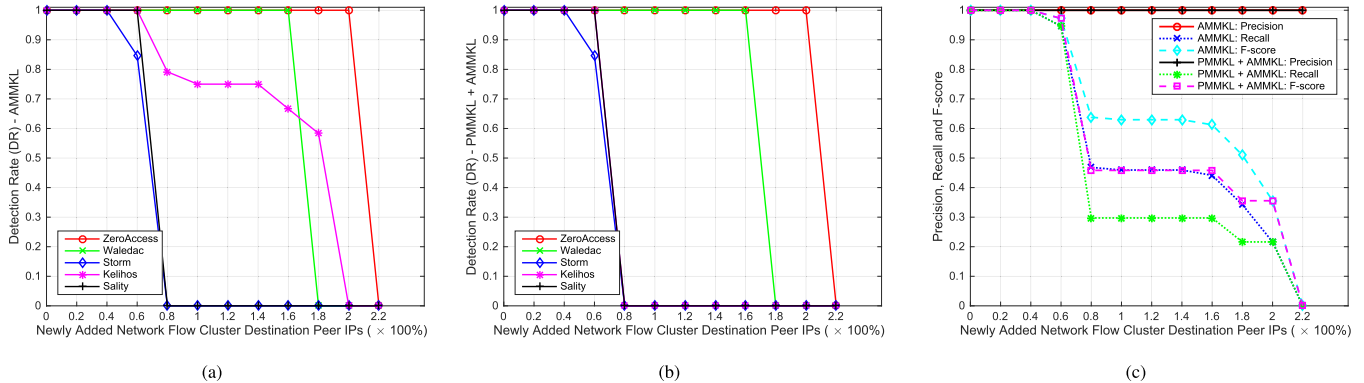 Detection Rate (DR) - AMMKL
1
0.9
0.8
0.7
0.6
0.5
0.4
0.3
0.2
0.1
0
ZeroAccess
Waledac
Storm
Kelihos
Sality
0 0.2 0.4 0.6 0.8 1 1.2 1.4 1.6 1.8 2 2.2
Newly Added Network Flow Cluster Destination Peer IPs ( × 100%)
(a)
Detection Rate (DR) - PMMKL + AMMKL
1
0.9
0.8
0.7
0.6
0.5
0.4
0.3
0.2
0.1
0
ZeroAccess
Waledac
Storm
Kelihos
Sality
0 0.2 0.4 0.6 0.8 1 1.2 1.4 1.6 1.8 2 2.2
Newly Added Network Flow Cluster Destination Peer IPs ( × 100%)
(b)
Precision, Recall and F-score
1
0.9
0.8
0.7
0.6
0.5
0.4
0.3
0.2
0.1
0
AMMKL: Precision
AMMKL: Recall
AMMKL: F-score
PMMKL + AMMKL: Precision
PMMKL + AMMKL: Recall
PMMKL + AMMKL: F-score
0 0.2 0.4 0.6 0.8 1 1.2 1.4 1.6 1.8 2 2.2
Newly Added Network Flow Cluster Destination Peer IPs ( × 100%)
(c)